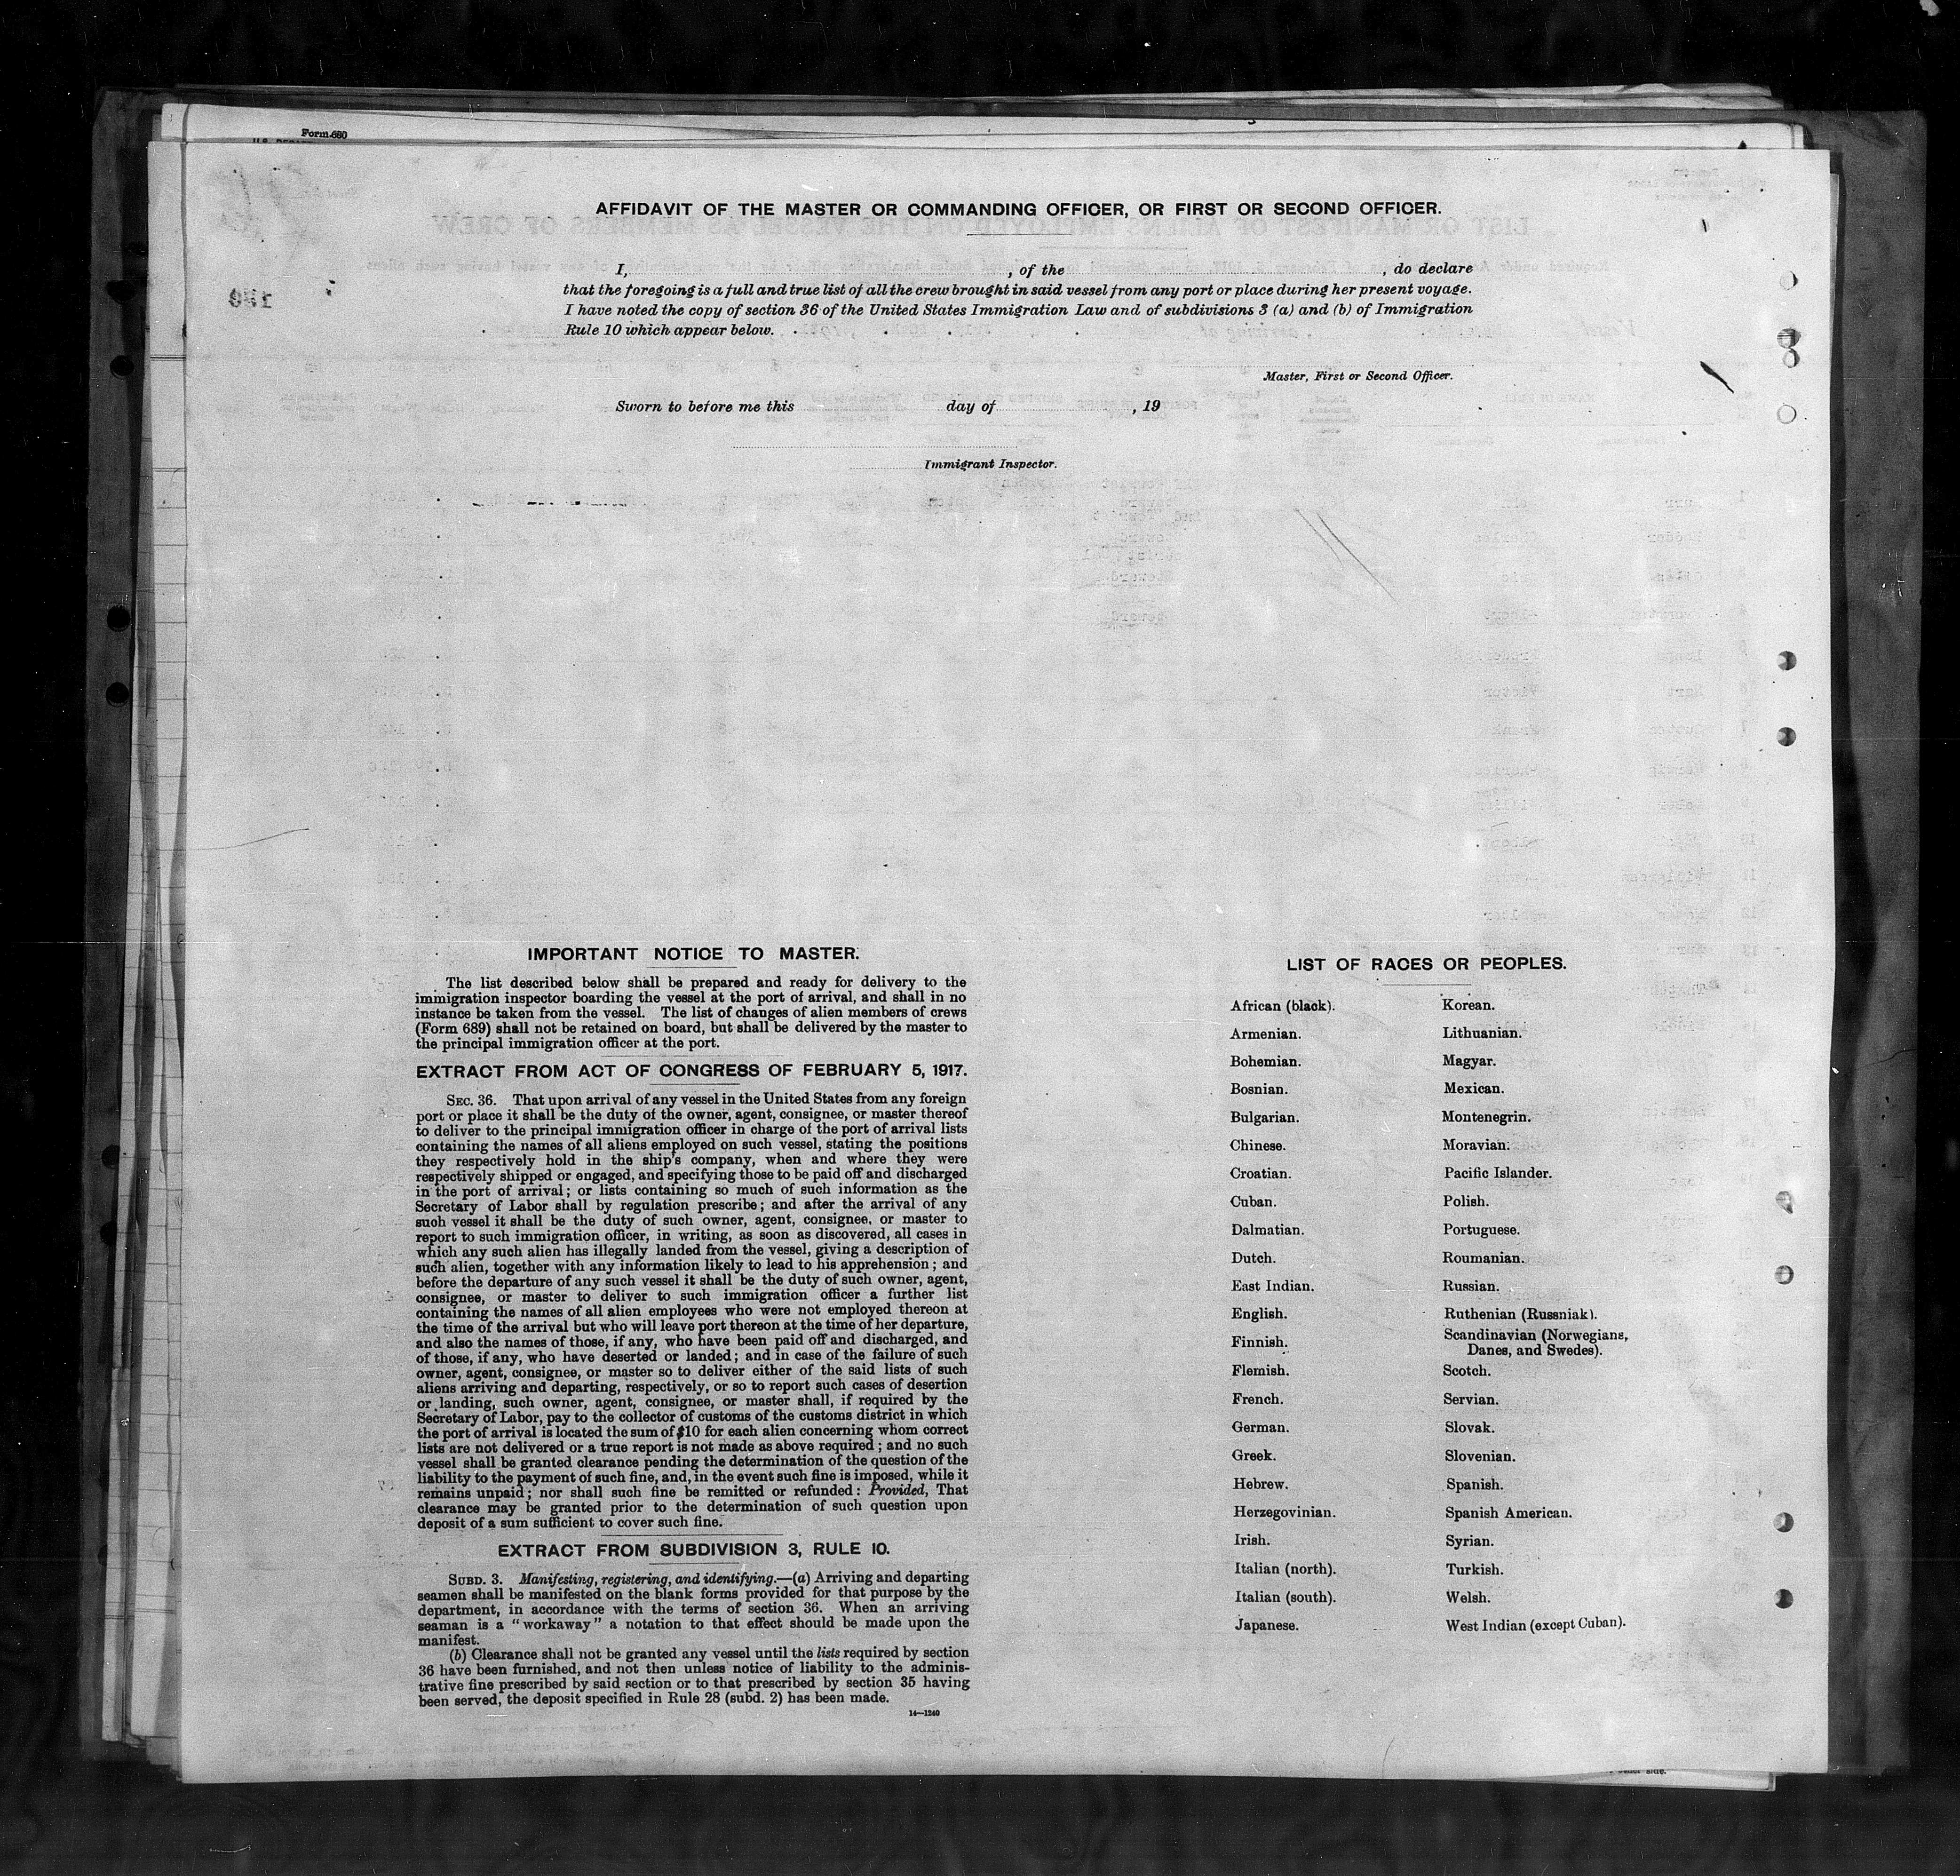 Form 680
AFFIDAVIT OF THE MASTER OR COMMANDING OFFICER, OR FIRST OR SECOND OFFICER.
I, , of the , do declare
that the foregoing is a full and true list of all the crew brought in said vessel from any port or place during her present voyage.
I have noted the copy of section 36 of the United States Immigration Law and of subdivisions 3 (a) and (b) of Immigration
Rule 10 which appear below.
Master, First or Second Officer.
Sworn to before me this day of , 19
Immigrant Inspector.
IMPORTANT NOTICE TO MASTER.
The list described below shall be prepared and ready for delivery to the
immigration inspector boarding the vessel at the port of arrival, and shall in no
instance be taken from the vessel. The list of changes of alien members of crews
(Form 689) shall not be retained on board, but shall be delivered by the master to
the principal immigration officer at the port.
EXTRACT FROM ACT OF CONGRESS OF FEBRUARY 5, 1917.
SEC. 36. That upon arrival of any vessel in the United States from any foreign
port or place it shall be the duty of the owner, agent, consignee, or master thereof
to deliver to the principal immigration officer in charge of the port of arrival lists
containing the names of all aliens employed on such vessel, stating the positions
they respectively hold in the ship's company, when and where they were
respectively shipped or engaged, and specifying those to be paid off and discharged
in the port of arrival; or lists containing so much of such information as the
Secretary of Labor shall by regulation prescribe; and after the arrival of any
such vessel it shall be the duty of such owner, agent, consignee, or master to
report to such immigration officer, in writing, as soon as discovered, all cases in
which any such alien has illegally landed from the vessel, giving a description of
such alien, together with any information likely to lead to his apprehension; and
before the departure of any such vessel it shall be the duty of such owner, agent,
consignee, or master to deliver to such immigration officer a further list
containing the names of all alien employees who were not employed thereon at
the time of the arrival but who will leave port thereon at the time of her departure,
and also the names of those, if any, who have been paid off and discharged, and
of those, if any, who have deserted or landed; and in case of the failure of such
owner, agent, consignee, or master so to deliver either of the said lists of such
aliens arriving and departing, respectively, or so to report such cases of desertion
or landing, such owner, agent, consignee, or master shall, if required by the
Secretary of Labor, pay to the collector of customs of the customs district in which
the port of arrival is located the sum of $10 for each alien concerning whom correct
lists are not delivered or a true report is not made as above required; and no such
vessel shall be granted clearance pending the determination of the question of the
liability to the payment of such fine, and, in the event such fine is imposed, while it
remains unpaid; nor shall such fine be remitted or refunded: Provided, That
clearance may be granted prior to the determination of such question upon
deposit of a sum sufficient to cover such fine.
EXTRACT FROM SUBDIVISION 3, RULE 10.
SUBD. 3. Manifesting, registering, and identifying.—(a) Arriving and departing
seamen shall be manifested on the blank forms provided for that purpose by the
department, in accordance with the terms of section 36. When an arriving
seaman is a "workaway" a notation to that effect should be made upon the
manifest.
(b) Clearance shall not be granted any vessel until the lists required by section
36 have been furnished, and not then unless notice of liability to the adminis-
trative fine prescribed by said section or to that prescribed by section 35 having
been served, the deposit specified in Rule 28 (subd. 2) has been made.
14—1240
LIST OF RACES OR PEOPLES.
African (black).
Armenian.
Bohemian.
Bosnian.
Bulgarian.
Chinese.
Croatian.
Cuban.
Dalmatian.
Dutch.
East Indian.
English.
Finnish.
Flemish.
French.
German.
Greek.
Hebrew.
Herzegovinian.
Irish.
Italian (north).
Italian (south).
Japanese.
Korean.
Lithuanian.
Magyar.
Mexican.
Montenegrin.
Moravian.
Pacific Islander.
Polish.
Portuguese.
Roumanian.
Russian.
Ruthenian (Russniak).
Scandinavian (Norwegians,
Danes, and Swedes).
Scotch.
Servian.
Slovak.
Slovenian.
Spanish.
Spanish American.
Syrian.
Turkish.
Welsh.
West Indian (except Cuban).